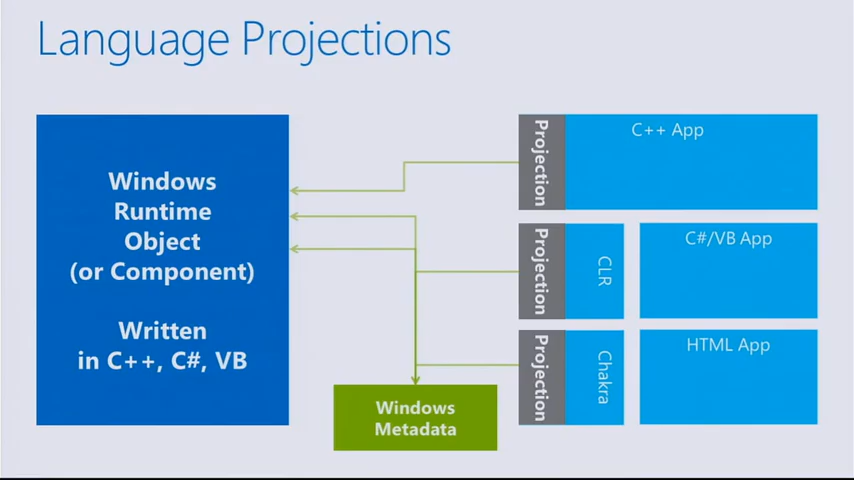 Language Projections
Windows
Runtime
Object
(or Component)
Written
in C++, C#, VB
Projection
C++ App
Projection
CLR
C#/VB App
Projection
Chakra
HTML App
Windows
Metadata